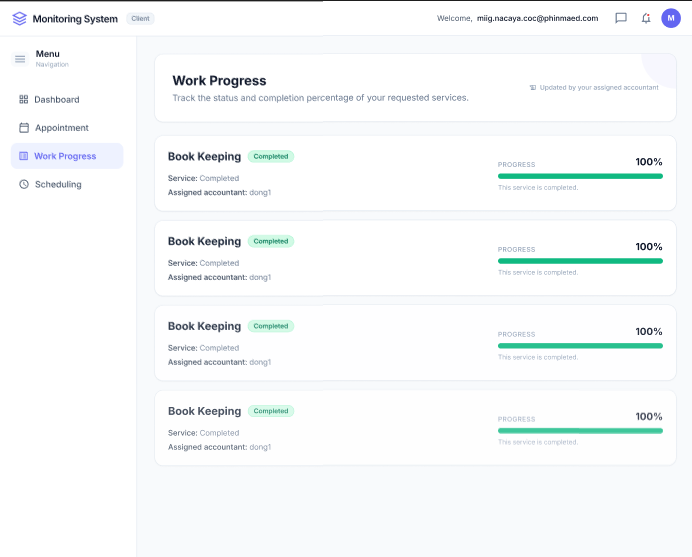 Monitoring System Client
Welcome, miig.nacaya.coc@phinmaed.com
M
Menu
Navigation
Dashboard
Appointment
Work Progress
Scheduling
Work Progress
Track the status and completion percentage of your requested services.
Updated by your assigned accountant
Book Keeping Completed
Service: Completed
Assigned accountant: dong1
PROGRESS 100%
This service is completed.
Book Keeping Completed
Service: Completed
Assigned accountant: dong1
PROGRESS 100%
This service is completed.
Book Keeping Completed
Service: Completed
Assigned accountant: dong1
PROGRESS 100%
This service is completed.
Book Keeping Completed
Service: Completed
Assigned accountant: dong1
PROGRESS 100%
This service is completed.